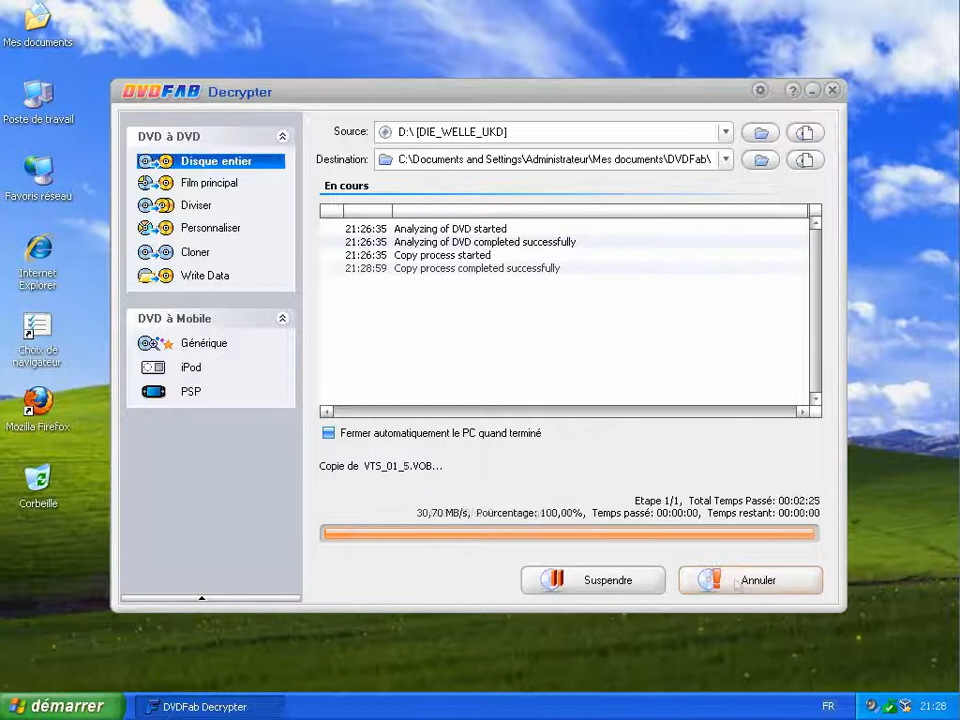 Mes documents
Poste de travail
Favoris réseau
Internet
Explorer
Choix de
navigateur
Mozilla Firefox
Corbeille
DVDFAB Decrypter
DVD à DVD
Disque entier
Film principal
Diviser
Personnaliser
Cloner
Write Data
DVD à Mobile
Générique
iPod
PSP
Source: D:\ [DIE_WELLE_UKD]
Destination: C:\Documents and Settings\Administrateur\Mes documents\DVDFab\
En cours
21:26:35 Analyzing of DVD started
21:26:35 Analyzing of DVD completed successfully
21:26:35 Copy process started
21:28:59 Copy process completed successfully
Fermer automatiquement le PC quand terminé
Copie de VTS_01_5.VOB...
Etape 1/1, Total Temps Passé: 00:02:25
30,70 MB/s, Pourcentage: 100,00%, Temps passé: 00:00:00, Temps restant: 00:00:00
Suspendre
Annuler
démarrer
DVDFab Decrypter
FR
21:26